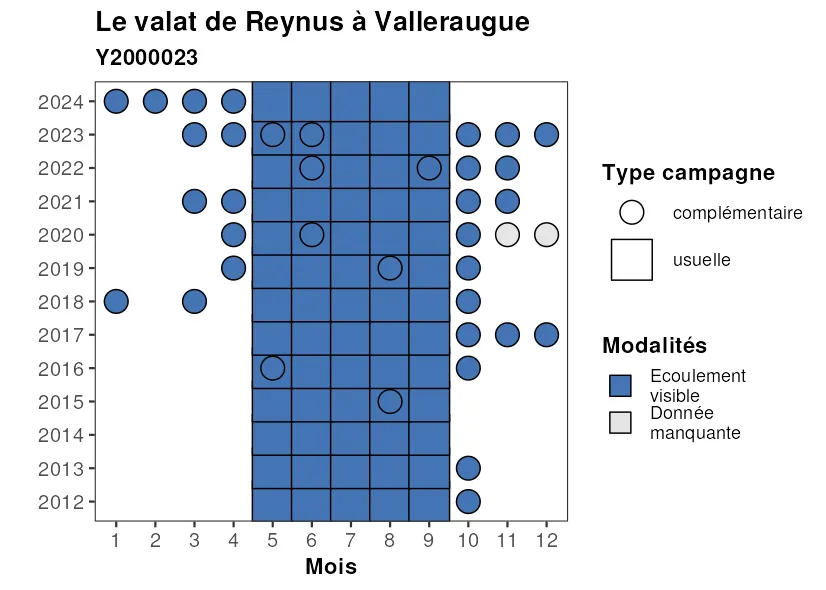 Le valat de Reynus à Valleraugue
Y2000023
2024
2023
2022
2021
2020
2019
2018
2017
2016
2015
2014
2013
2012
1 2 3 4 5 6 7 8 9 10 11 12
Mois
Type campagne
complémentaire
usuelle
Modalités
Ecoulement
visible
Donnée
manquante